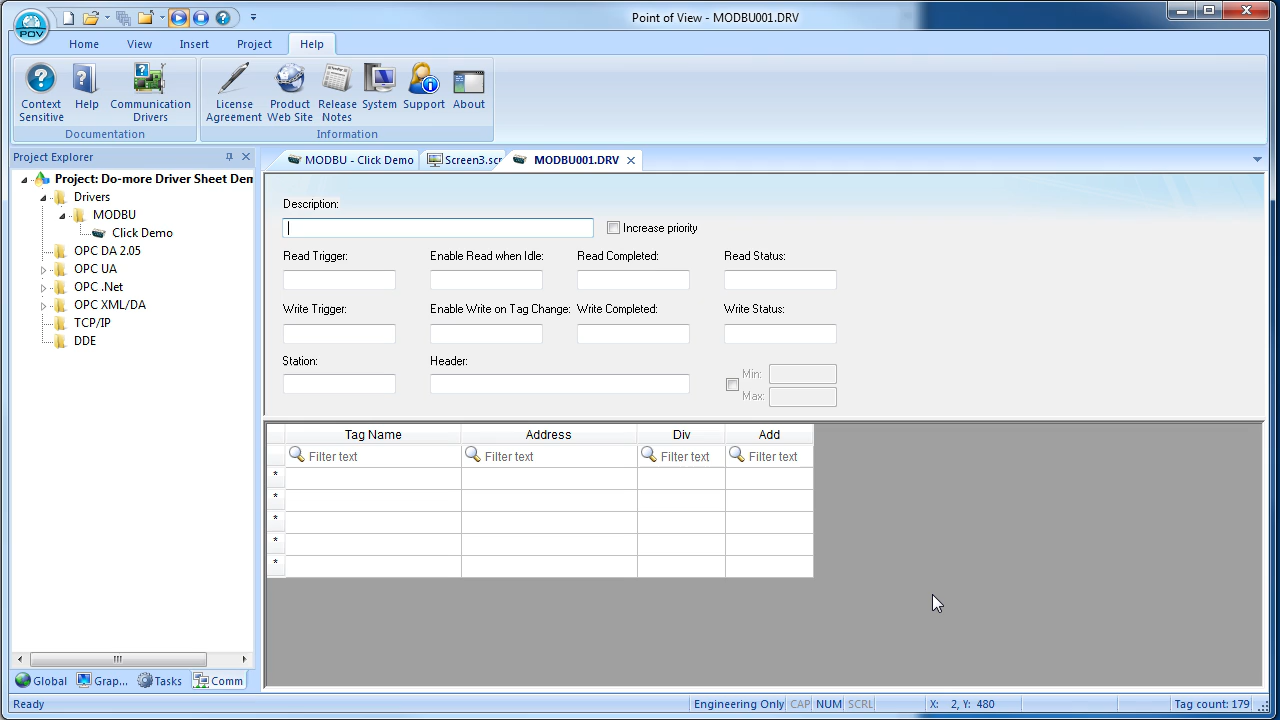 Point of View - MODBU001.DRV
POV
Home View Insert Project Help
Context Sensitive
Help
Communication Drivers
Documentation
License Agreement
Product Web Site
Release Notes
System
Support
About
Information
Project Explorer
MODBU - Click Demo
Screen3.scr
MODBU001.DRV
Project: Do-more Driver Sheet Dem
Drivers
MODBU
Click Demo
OPC DA 2.05
OPC UA
OPC .Net
OPC XML/DA
TCP/IP
DDE
Description:
Increase priority
Read Trigger: Enable Read when Idle: Read Completed: Read Status:
Write Trigger: Enable Write on Tag Change: Write Completed: Write Status:
Station: Header:
Min:
Max:
Tag Name Address Div Add
Filter text Filter text Filter text Filter text
*
*
*
*
*
Global Grap... Tasks Comm
Ready Engineering Only CAP NUM SCRL X: 2, Y: 480 Tag count: 179